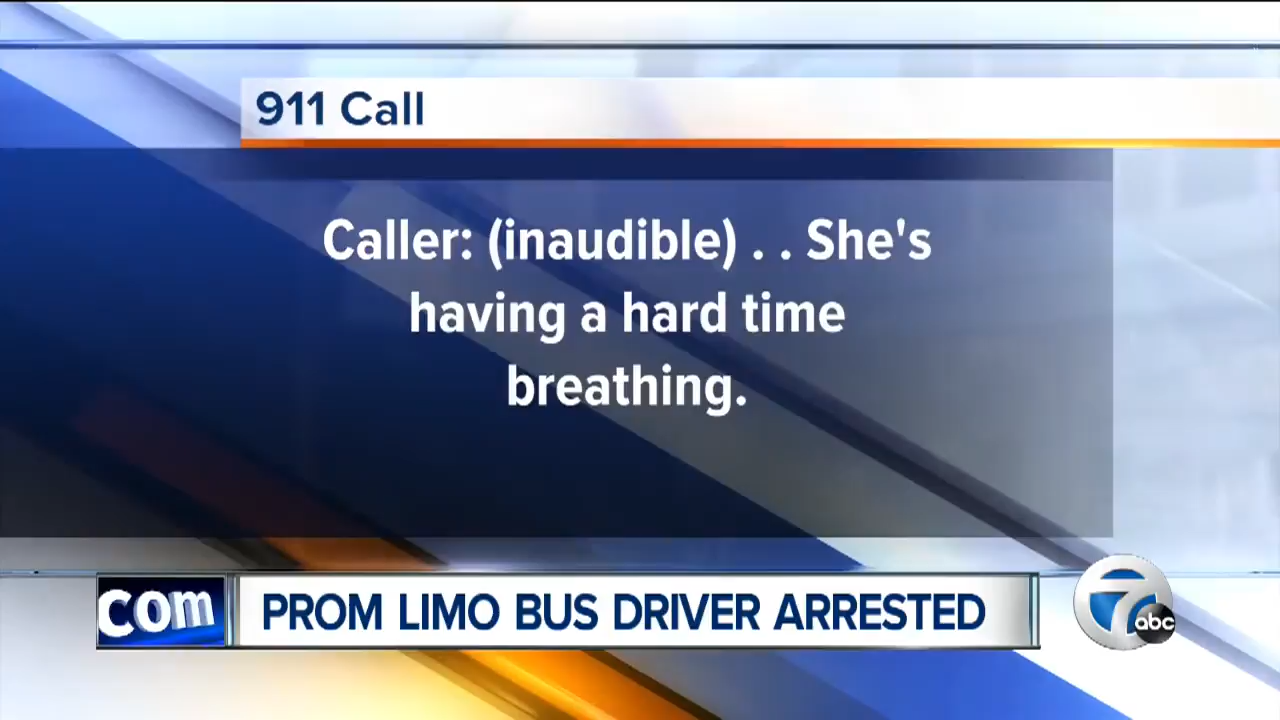 911 Call
Caller: (inaudible) . . She's
having a hard time
breathing.
COM
PROM LIMO BUS DRIVER ARRESTED
7
abc